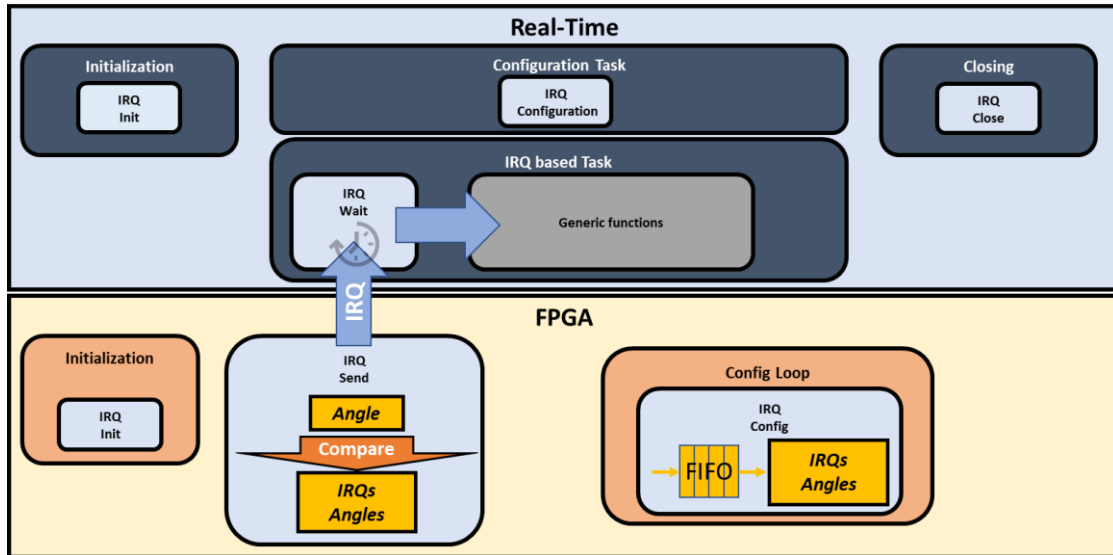 Real-Time
Initialization
IRQ
Init
Configuration Task
IRQ
Configuration
Closing
IRQ
Close
IRQ based Task
IRQ
Wait
Generic functions
IRQ
FPGA
Initialization
IRQ
Init
IRQ
Send
Angle
Compare
IRQs
Angles
Config Loop
IRQ
Config
FIFO
IRQs
Angles